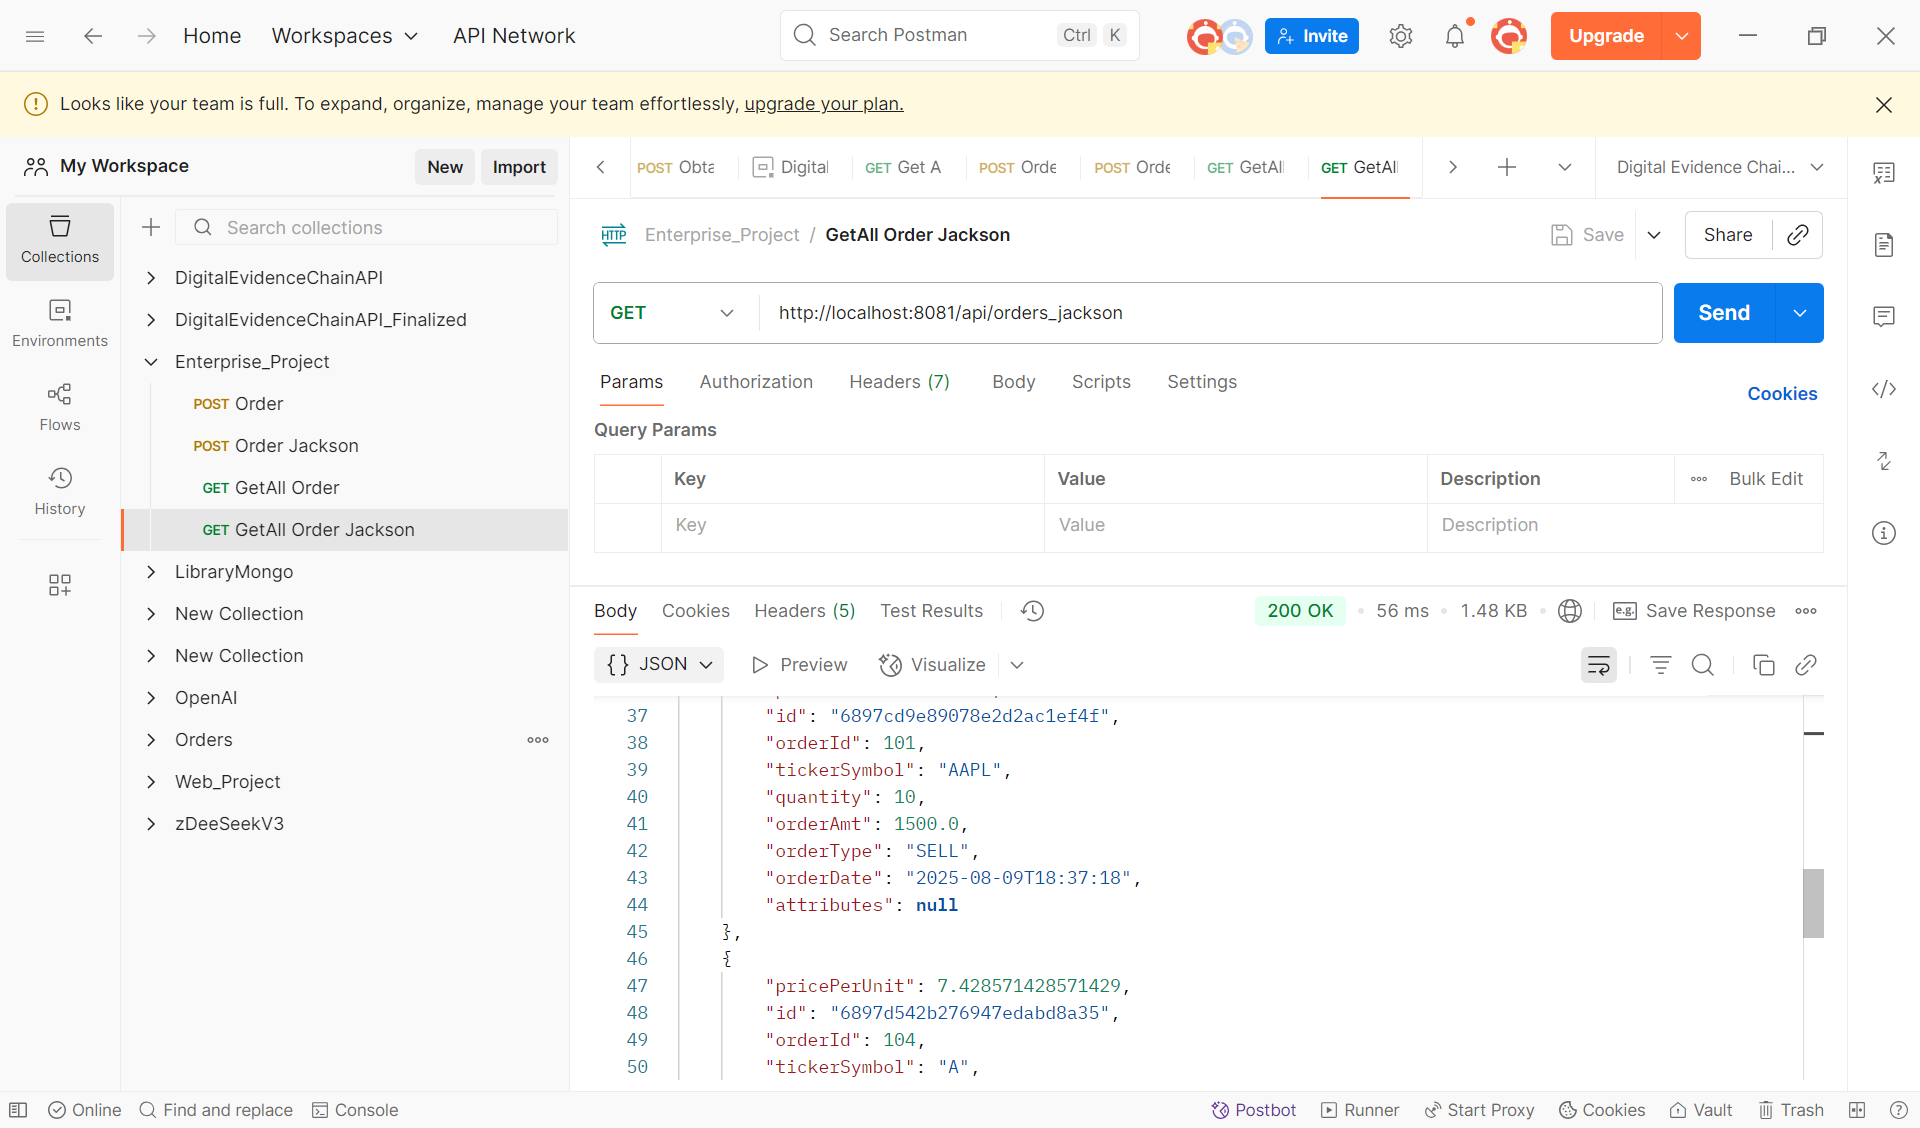 Home
Workspaces
API Network
Search Postman
Ctrl
K
Invite
Upgrade
Looks like your team is full. To expand, organize, manage your team effortlessly, upgrade your plan.
My Workspace
New
Import
POST Obta
Digital
GET Get A
POST Orde
POST Orde
GET GetAll
GET GetAll
Digital Evidence Chai...
Collections
Environments
Flows
History
Search collections
DigitalEvidenceChainAPI
DigitalEvidenceChainAPI_Finalized
Enterprise_Project
POST Order
POST Order Jackson
GET GetAll Order
GET GetAll Order Jackson
LibraryMongo
New Collection
New Collection
OpenAI
Orders
Web_Project
zDeeSeekV3
HTTP
Enterprise_Project / GetAll Order Jackson
Save
Share
GET
http://localhost:8081/api/orders_jackson
Send
Params
Authorization
Headers (7)
Body
Scripts
Settings
Cookies
Query Params
Key
Value
Description
Bulk Edit
Key
Value
Description
Body
Cookies
Headers (5)
Test Results
200 OK
56 ms
1.48 KB
e.g.
Save Response
{} JSON
Preview
Visualize
37 "id": "6897cd9e89078e2d2ac1ef4f",
38 "orderId": 101,
39 "tickerSymbol": "AAPL",
40 "quantity": 10,
41 "orderAmt": 1500.0,
42 "orderType": "SELL",
43 "orderDate": "2025-08-09T18:37:18",
44 "attributes": null
45 },
46 {
47 "pricePerUnit": 7.428571428571429,
48 "id": "6897d542b276947edabd8a35",
49 "orderId": 104,
50 "tickerSymbol": "A",
Online
Find and replace
Console
Postbot
Runner
Start Proxy
Cookies
Vault
Trash